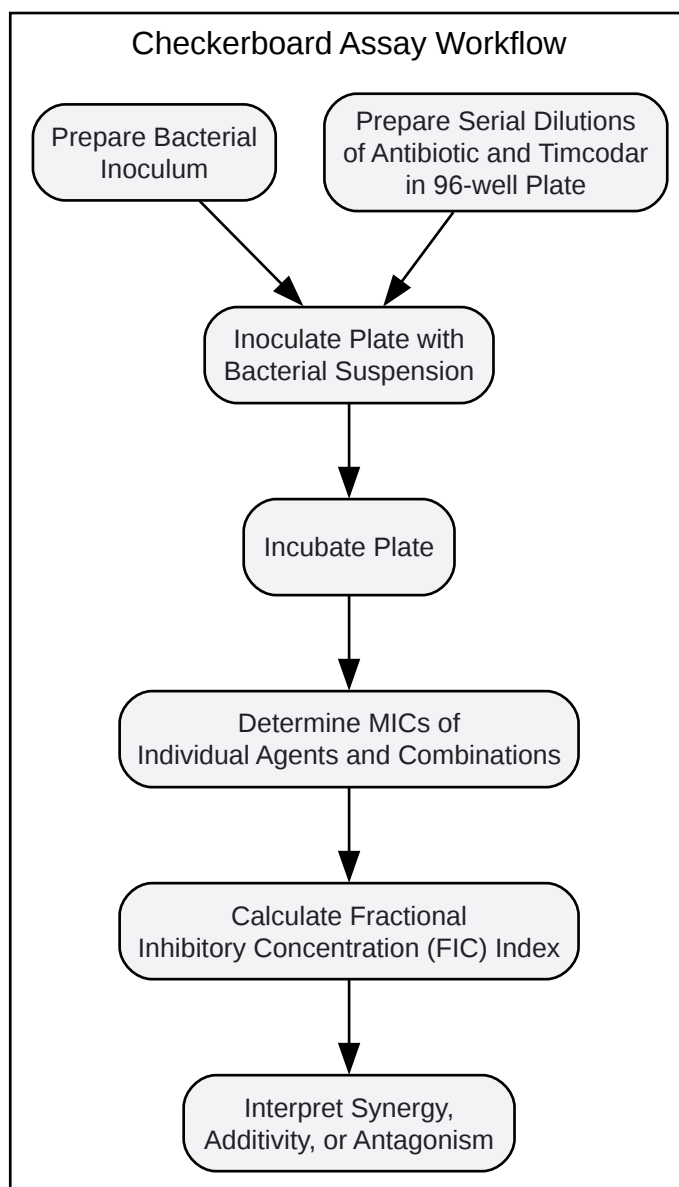 Checkerboard Assay Workflow
Prepare Bacterial
Inoculum
Prepare Serial Dilutions
of Antibiotic and Timcodar
in 96-well Plate
Inoculate Plate with
Bacterial Suspension
Incubate Plate
Determine MICs of
Individual Agents and Combinations
Calculate Fractional
Inhibitory Concentration (FIC) Index
Interpret Synergy,
Additivity, or Antagonism